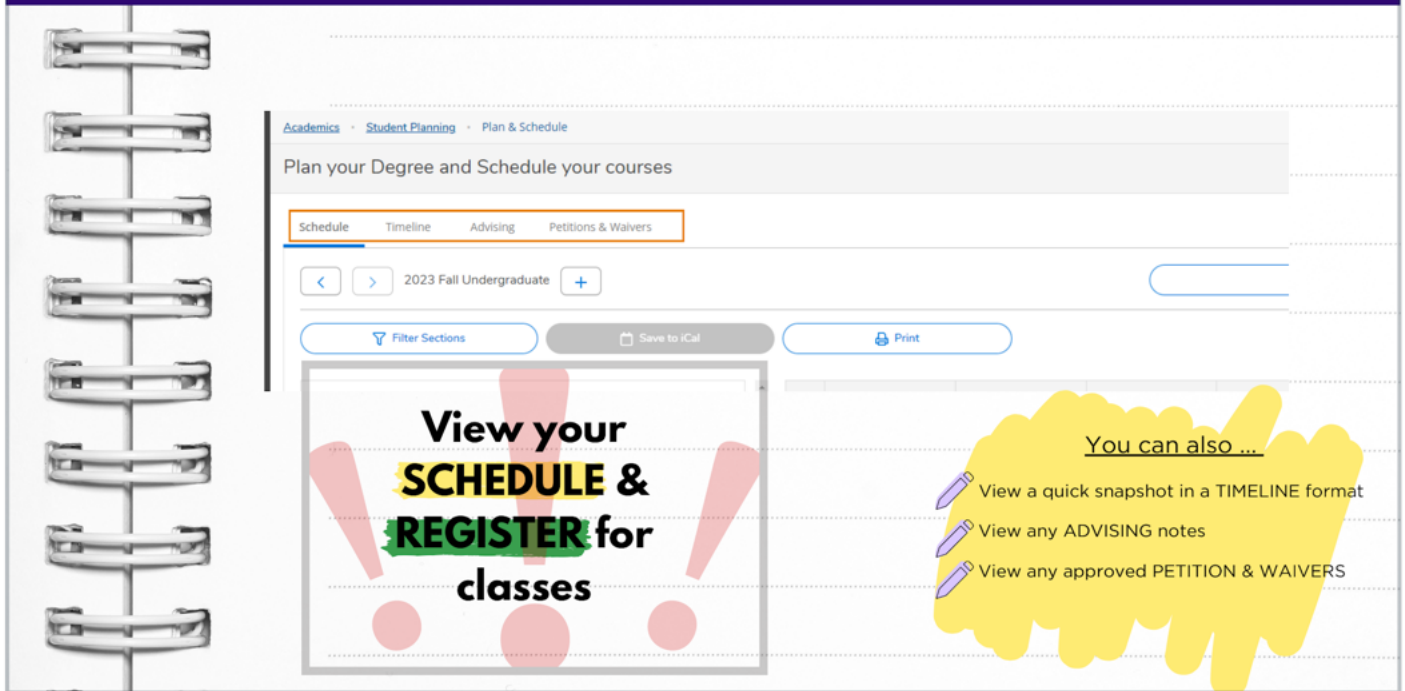 Academics · Student Planning · Plan & Schedule
Plan your Degree and Schedule your courses
Schedule Timeline Advising Petitions & Waivers
< > 2023 Fall Undergraduate +
Filter Sections Save to iCal Print
View your
SCHEDULE &
REGISTER for
classes
You can also ...
View a quick snapshot in a TIMELINE format
View any ADVISING notes
View any approved PETITION & WAIVERS